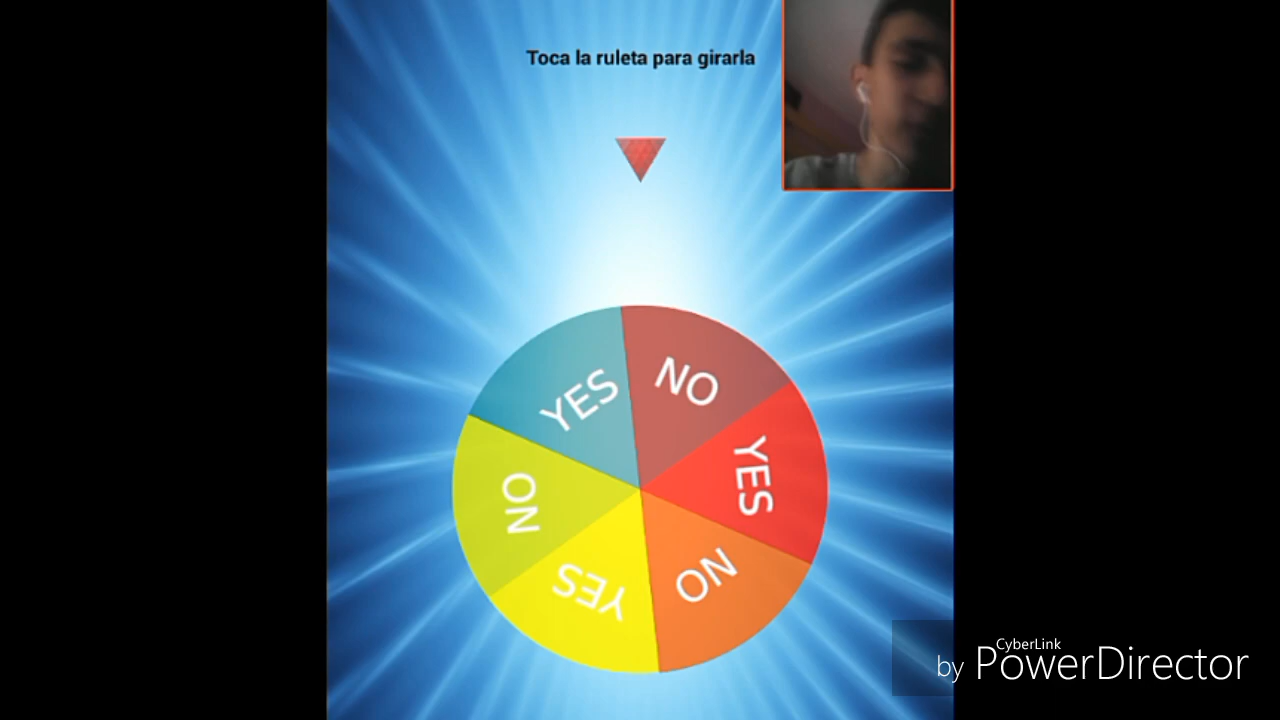 Toca la ruleta para girarla
YES
NO
YES
NO
YES
NO
CyberLink
by PowerDirector